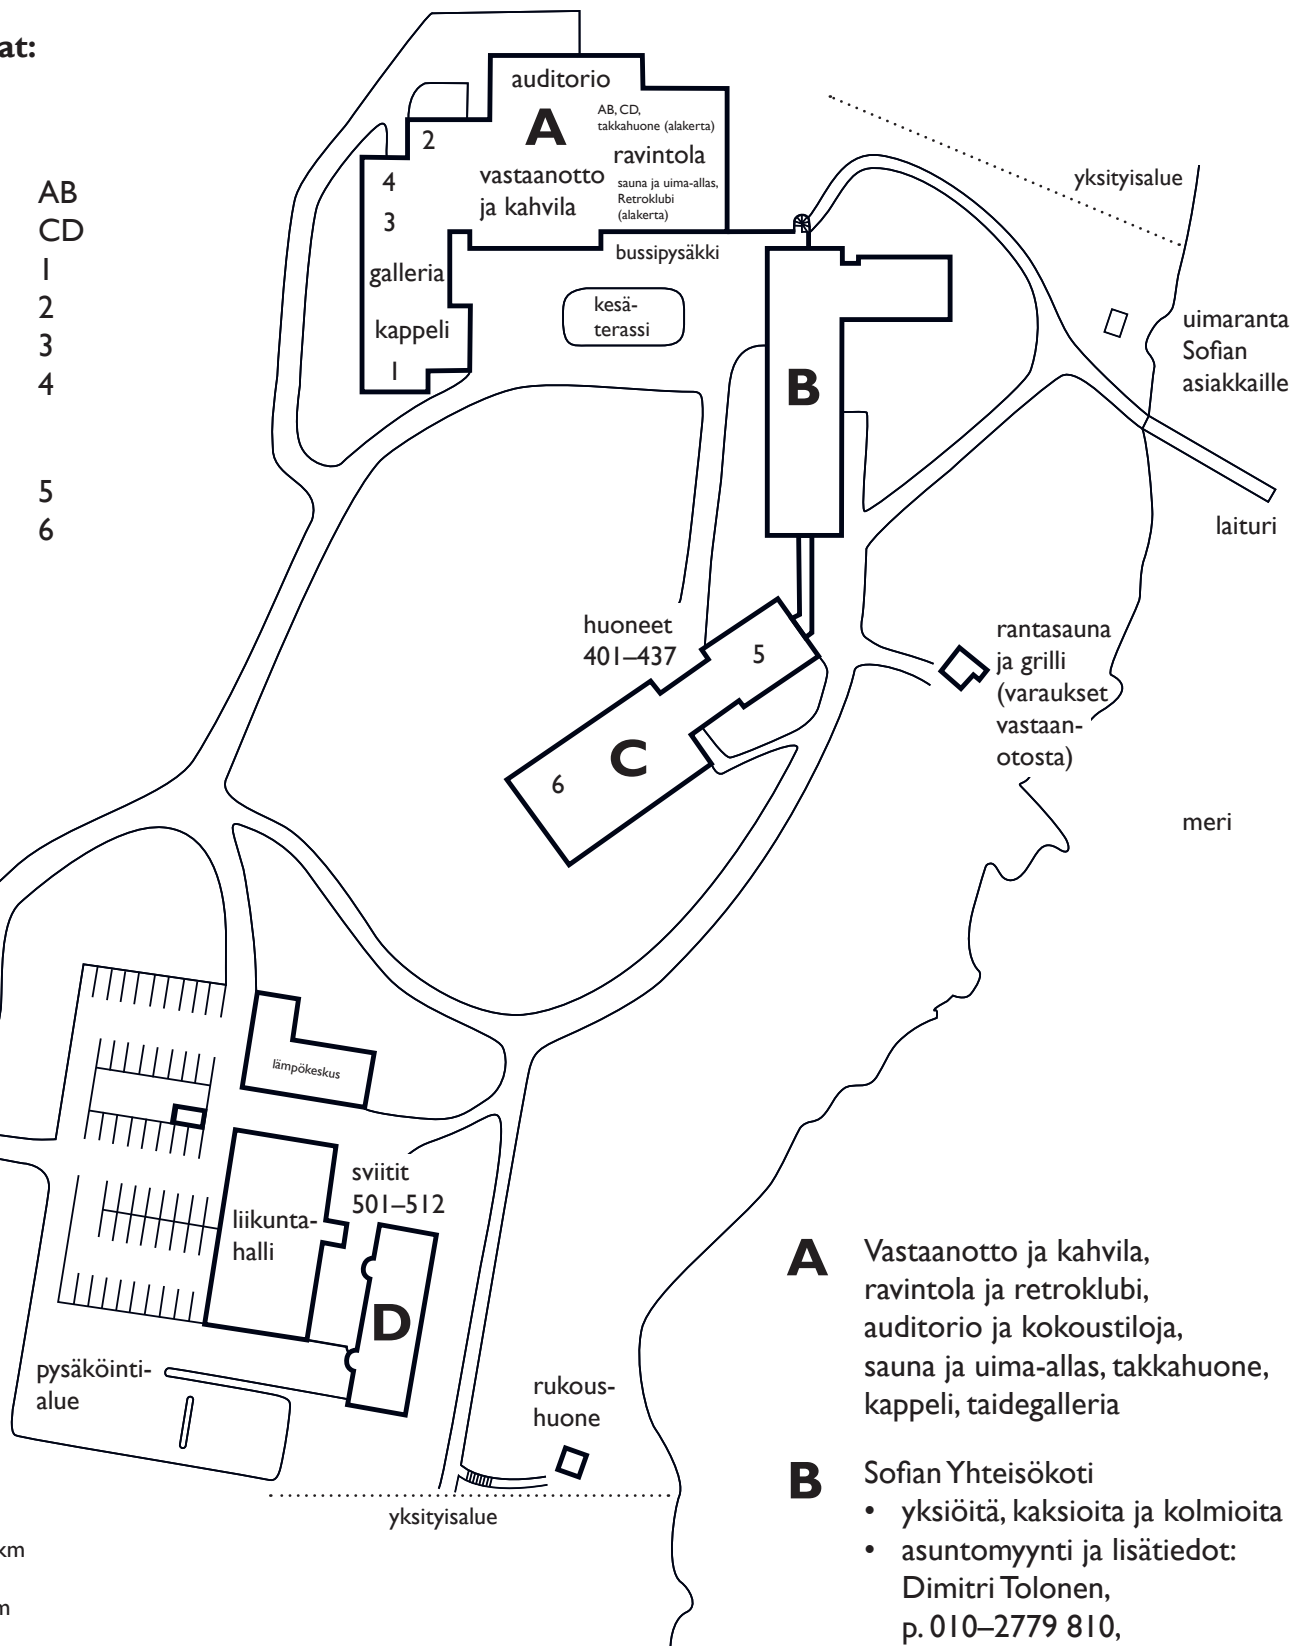 at:
AB
CD
1
2
3
4
5
6
auditorio
A
AB, CD,
takkahuone (alakerta)
2
ravintola
vastaanotto
ja kahvila
sauna ja uima-allas,
Retroklubi
(alakerta)
4
3
bussipysäkki
galleria
kesä-
terassi
kappeli
1
B
yksityisalue
uimaranta
Sofian
asiakkaille
laituri
huoneet
401–437
5
C
6
rantasauna
ja grilli
(varaukset
vastaan-
otosta)
meri
lämpökeskus
sviitit
501–512
liikunta-
halli
D
pysäköinti-
alue
rukous-
huone
yksityisalue
km
m
A
Vastaanotto ja kahvila,
ravintola ja retroklubi,
auditorio ja kokoustiloja,
sauna ja uima-allas, takkahuone,
kappeli, taidegalleria
B
Sofian Yhteisökoti
• yksiöitä, kaksioita ja kolmioita
• asuntomyynti ja lisätiedot:
Dimitri Tolonen,
p. 010–2779 810,